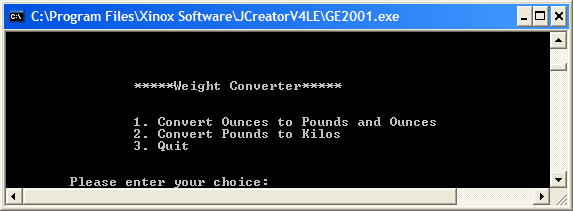 C:\Program Files\Xinox Software\JCreatorV4LE\GE2001.exe
*****Weight Converter*****
1. Convert Ounces to Pounds and Ounces
2. Convert Pounds to Kilos
3. Quit
Please enter your choice: